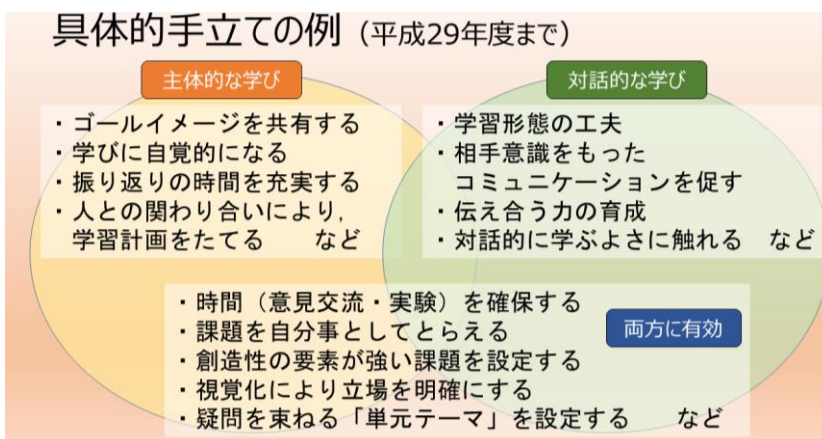 具体的手立ての例（平成29年度まで）
主体的な学び
・ゴールイメージを共有する
・学びに自覚的になる
・振り返りの時間を充実する
・人との関わり合いにより，
学習計画をたてる　　など
対話的な学び
・学習形態の工夫
・相手意識をもった
コミュニケーションを促す
・伝え合う力の育成
・対話的に学ぶよさに触れる　など
両方に有効
・時間（意見交流・実験）を確保する
・課題を自分事としてとらえる
・創造性の要素が強い課題を設定する
・視覚化により立場を明確にする
・疑問を束ねる「単元テーマ」を設定する　　など